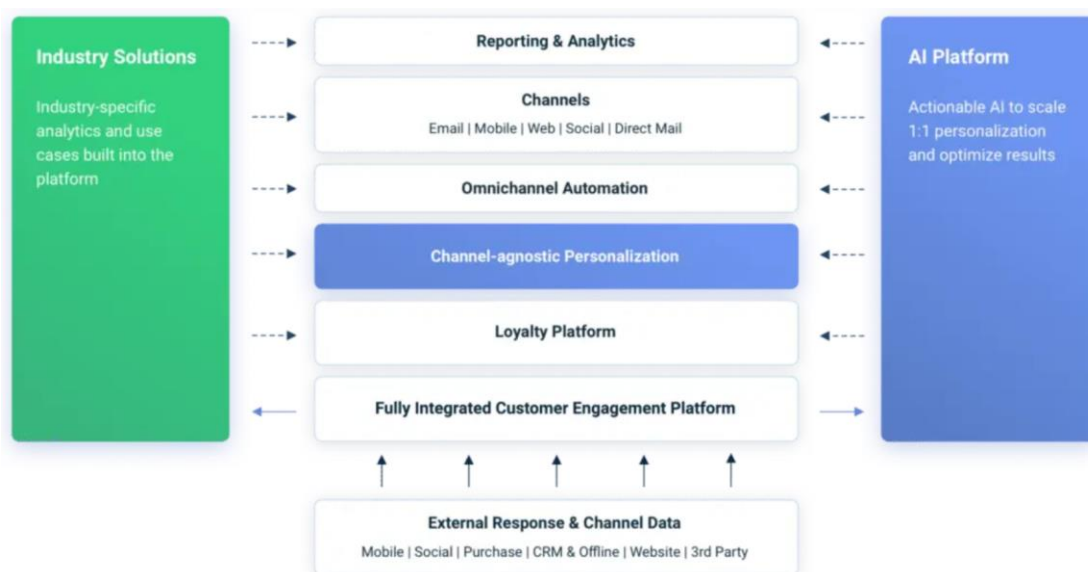 Industry Solutions
Industry-specific
analytics and use
cases built into the
platform
Reporting & Analytics
Channels
Email | Mobile | Web | Social | Direct Mail
Omnichannel Automation
Channel-agnostic Personalization
Loyalty Platform
Fully Integrated Customer Engagement Platform
External Response & Channel Data
Mobile | Social | Purchase | CRM & Offline | Website | 3rd Party
AI Platform
Actionable AI to scale
1:1 personalization
and optimize results